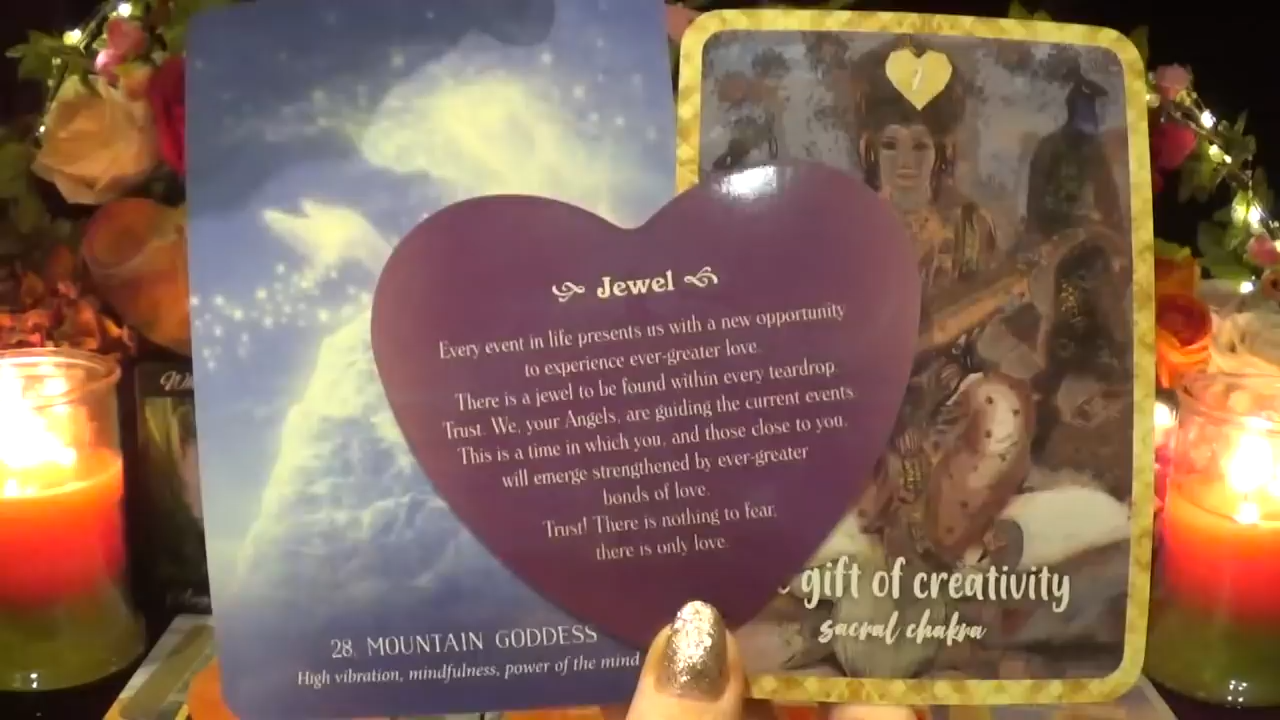 Jewel
Every event in life presents us with a new opportunity
to experience ever-greater love.
There is a jewel to be found within every teardrop.
Trust. We, your Angels, are guiding the current events.
This is a time in which you, and those close to you,
will emerge strengthened by ever-greater
bonds of love.
Trust! There is nothing to fear,
there is only love.
28. MOUNTAIN GODDESS
High vibration, mindfulness, power of the mind
1
gift of creativity
sacral chakra